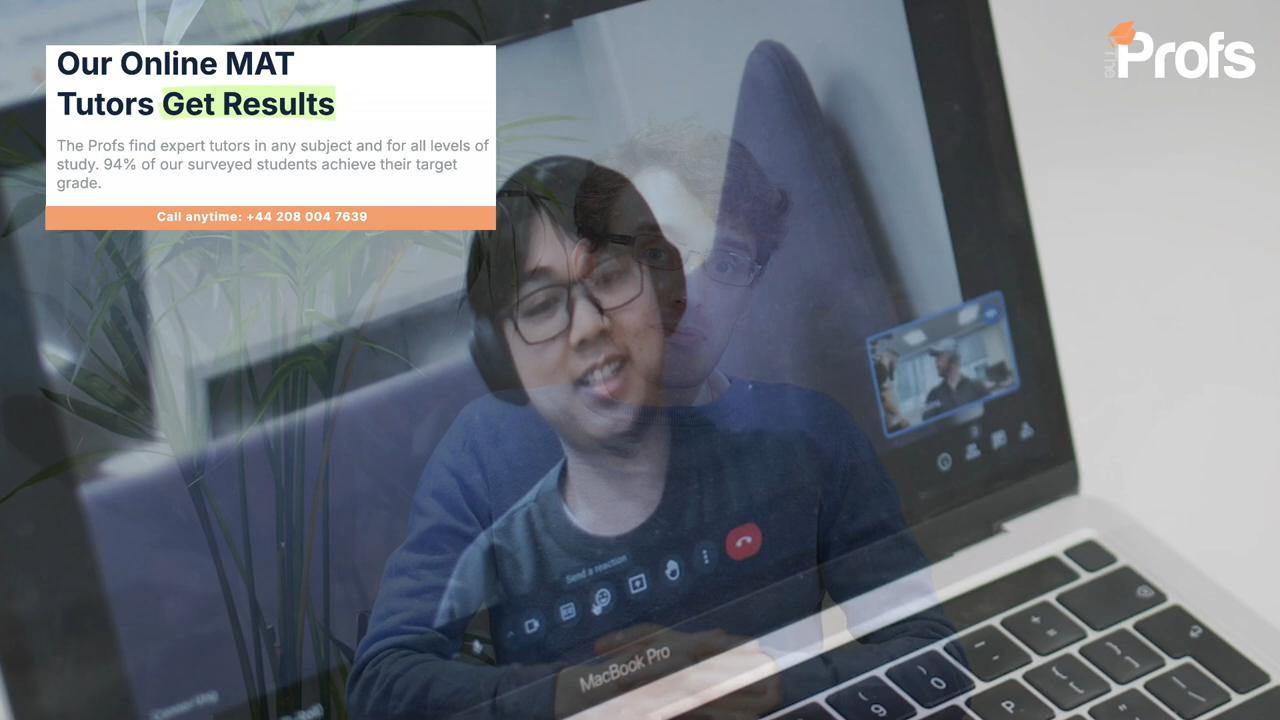 Our Online MAT
Tutors Get Results
The Profs find expert tutors in any subject and for all levels of
study. 94% of our surveyed students achieve their target
grade.
Call anytime: +44 208 004 7639
The Profs
Send a reaction
MacBook Pro